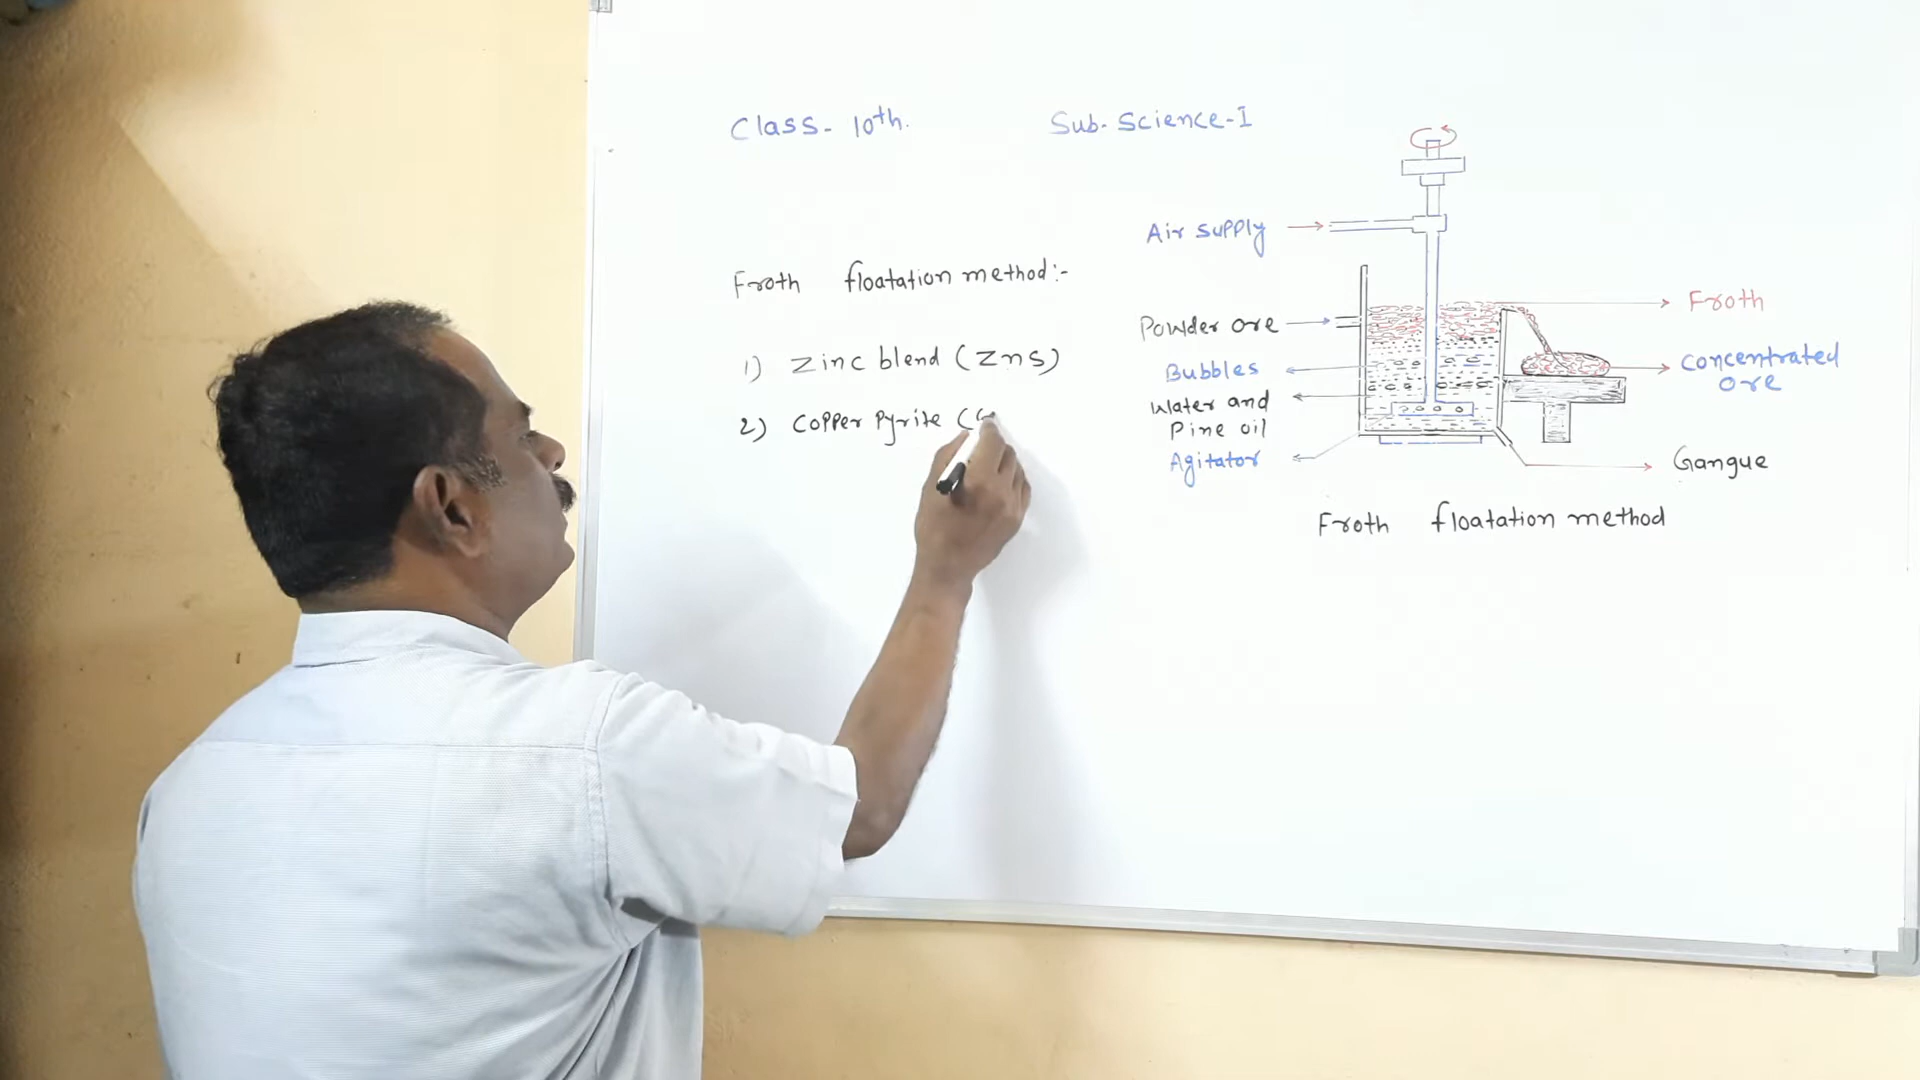 Class- 10th.
Sub- Science-I
Froth floatation method:-
1) Zinc blend (Zns)
2) Copper Pyrite (
Air supply
Powder ore
Bubbles
Water and
Pine oil
Agitator
Froth
Concentrated
ore
Gangue
Froth floatation method